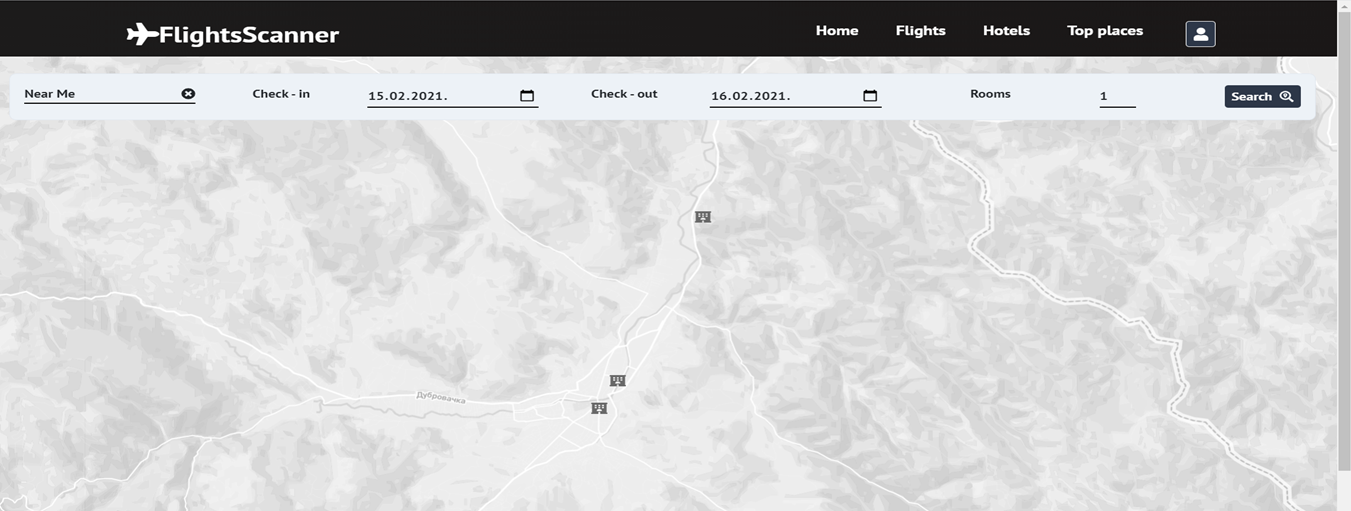 FlightsScanner
Home Flights Hotels Top places
Near Me Check - in 15.02.2021. Check - out 16.02.2021. Rooms 1 Search
Дубровачка